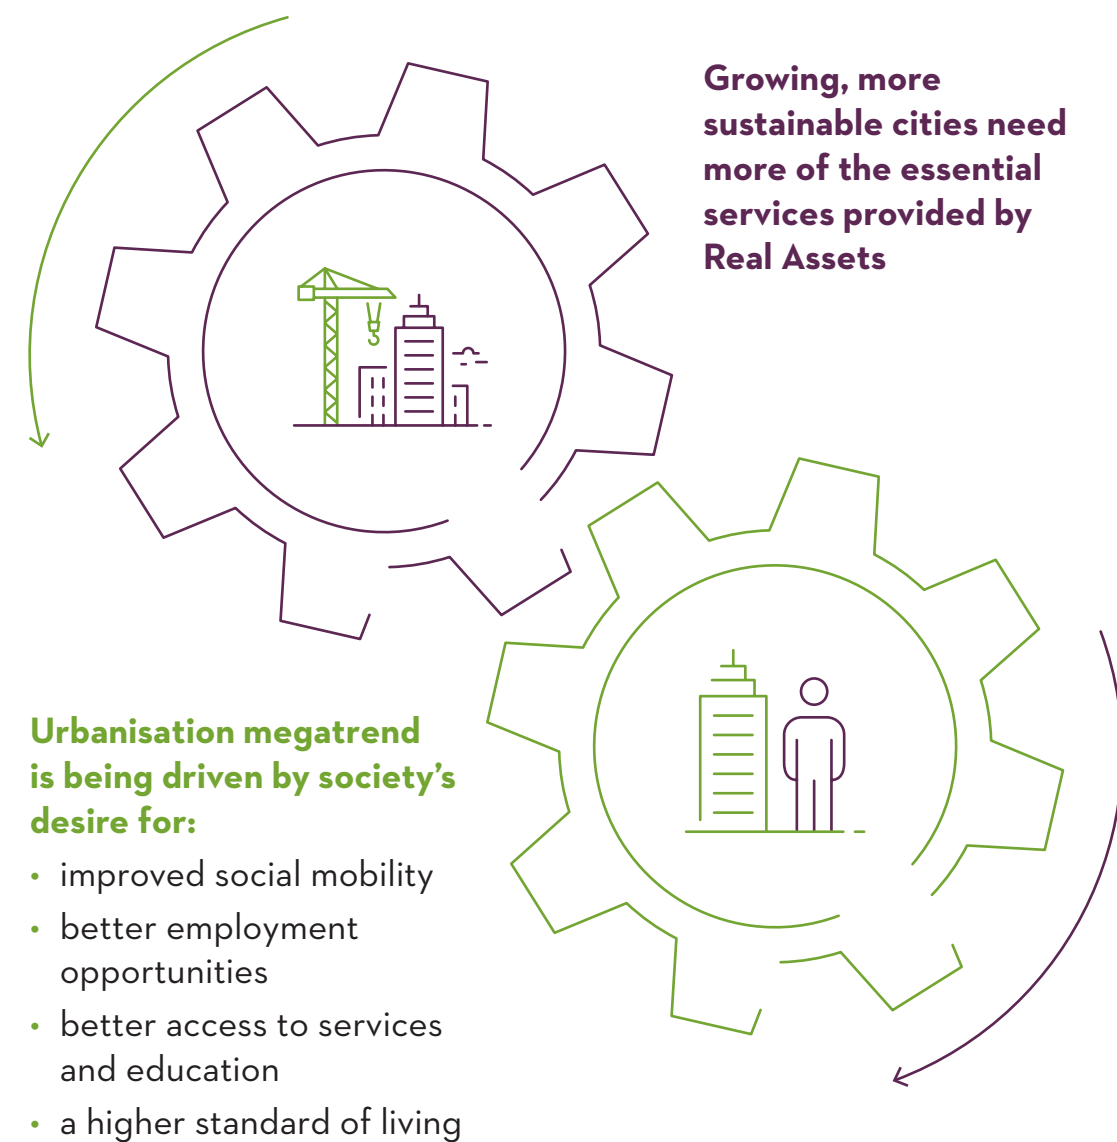 Growing, more
sustainable cities need
more of the essential
services provided by
Real Assets
Urbanisation megatrend
is being driven by society’s
desire for:
• improved social mobility
• better employment
opportunities
• better access to services
and education
• a higher standard of living